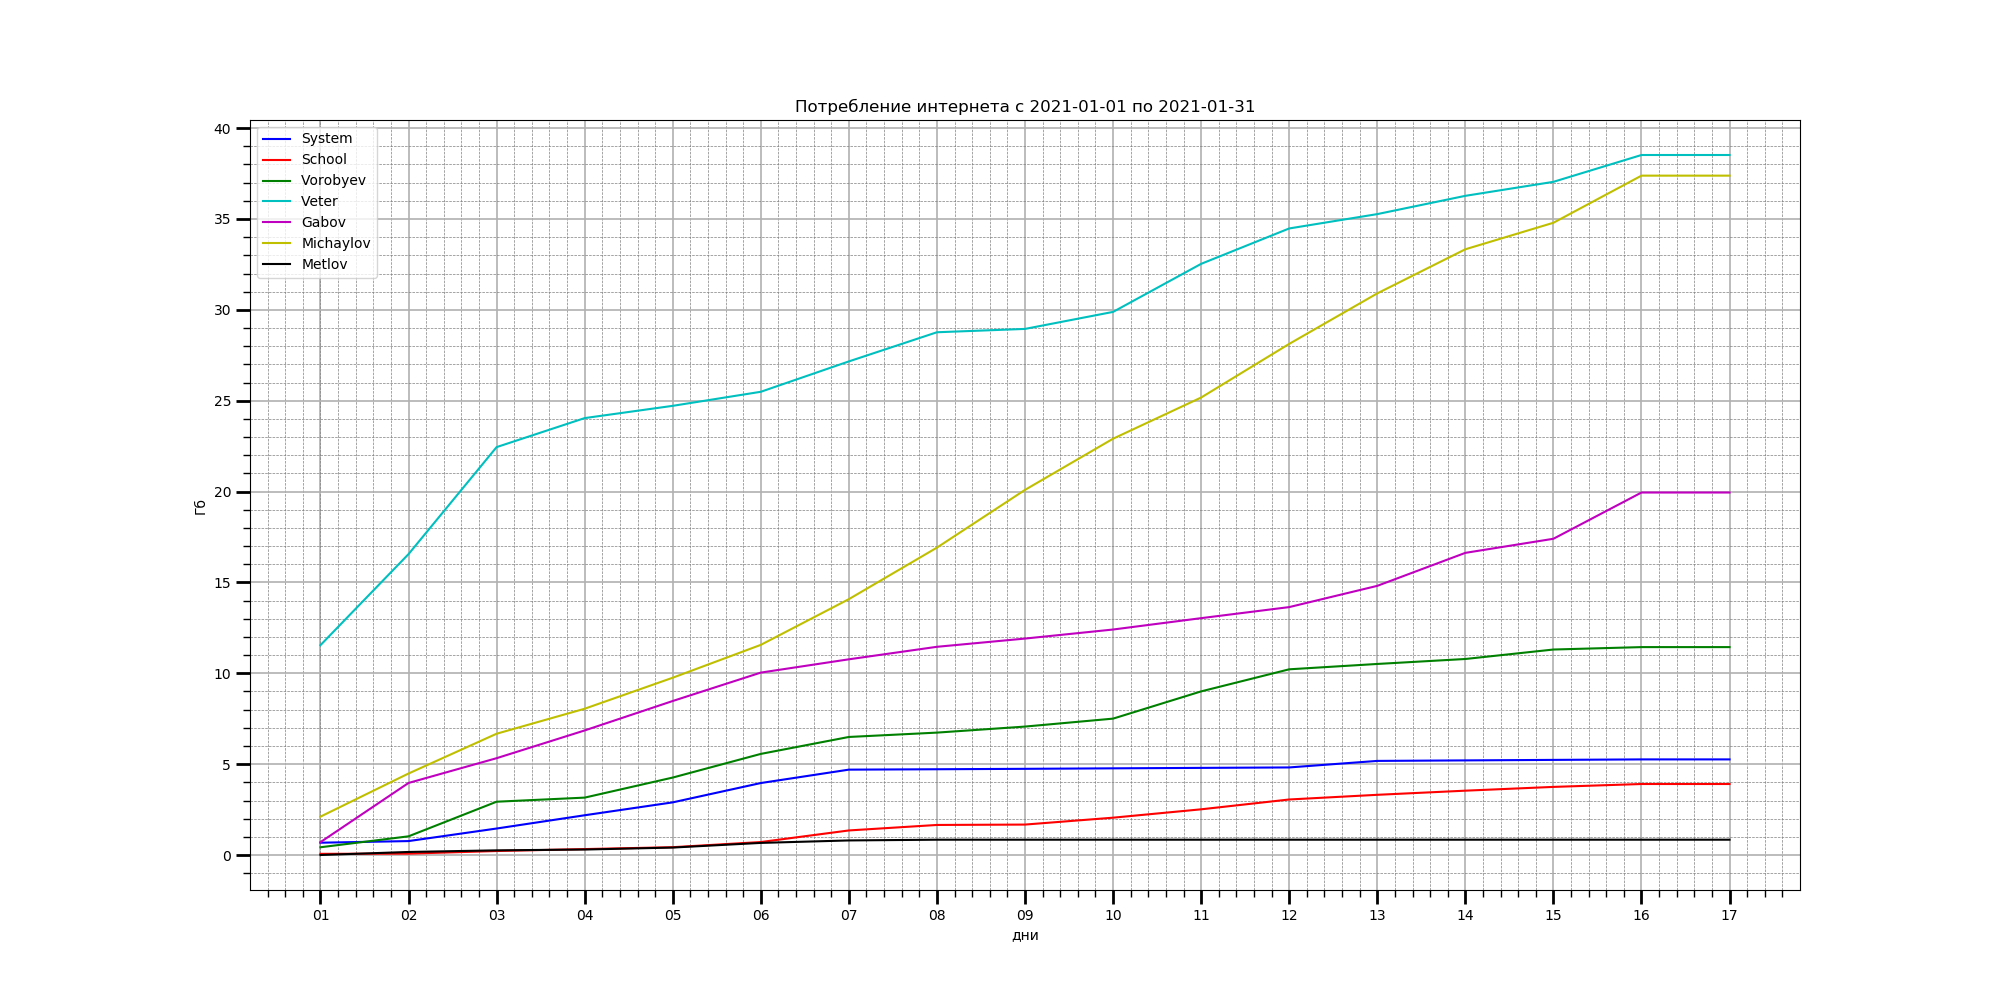 Потребление интернета с 2021-01-01 по 2021-01-31
System
School
Vorobyev
Veter
Gabov
Michaylov
Metlov
Гб
40
35
30
25
20
15
10
5
0
01 02 03 04 05 06 07 08 09 10 11 12 13 14 15 16 17
дни